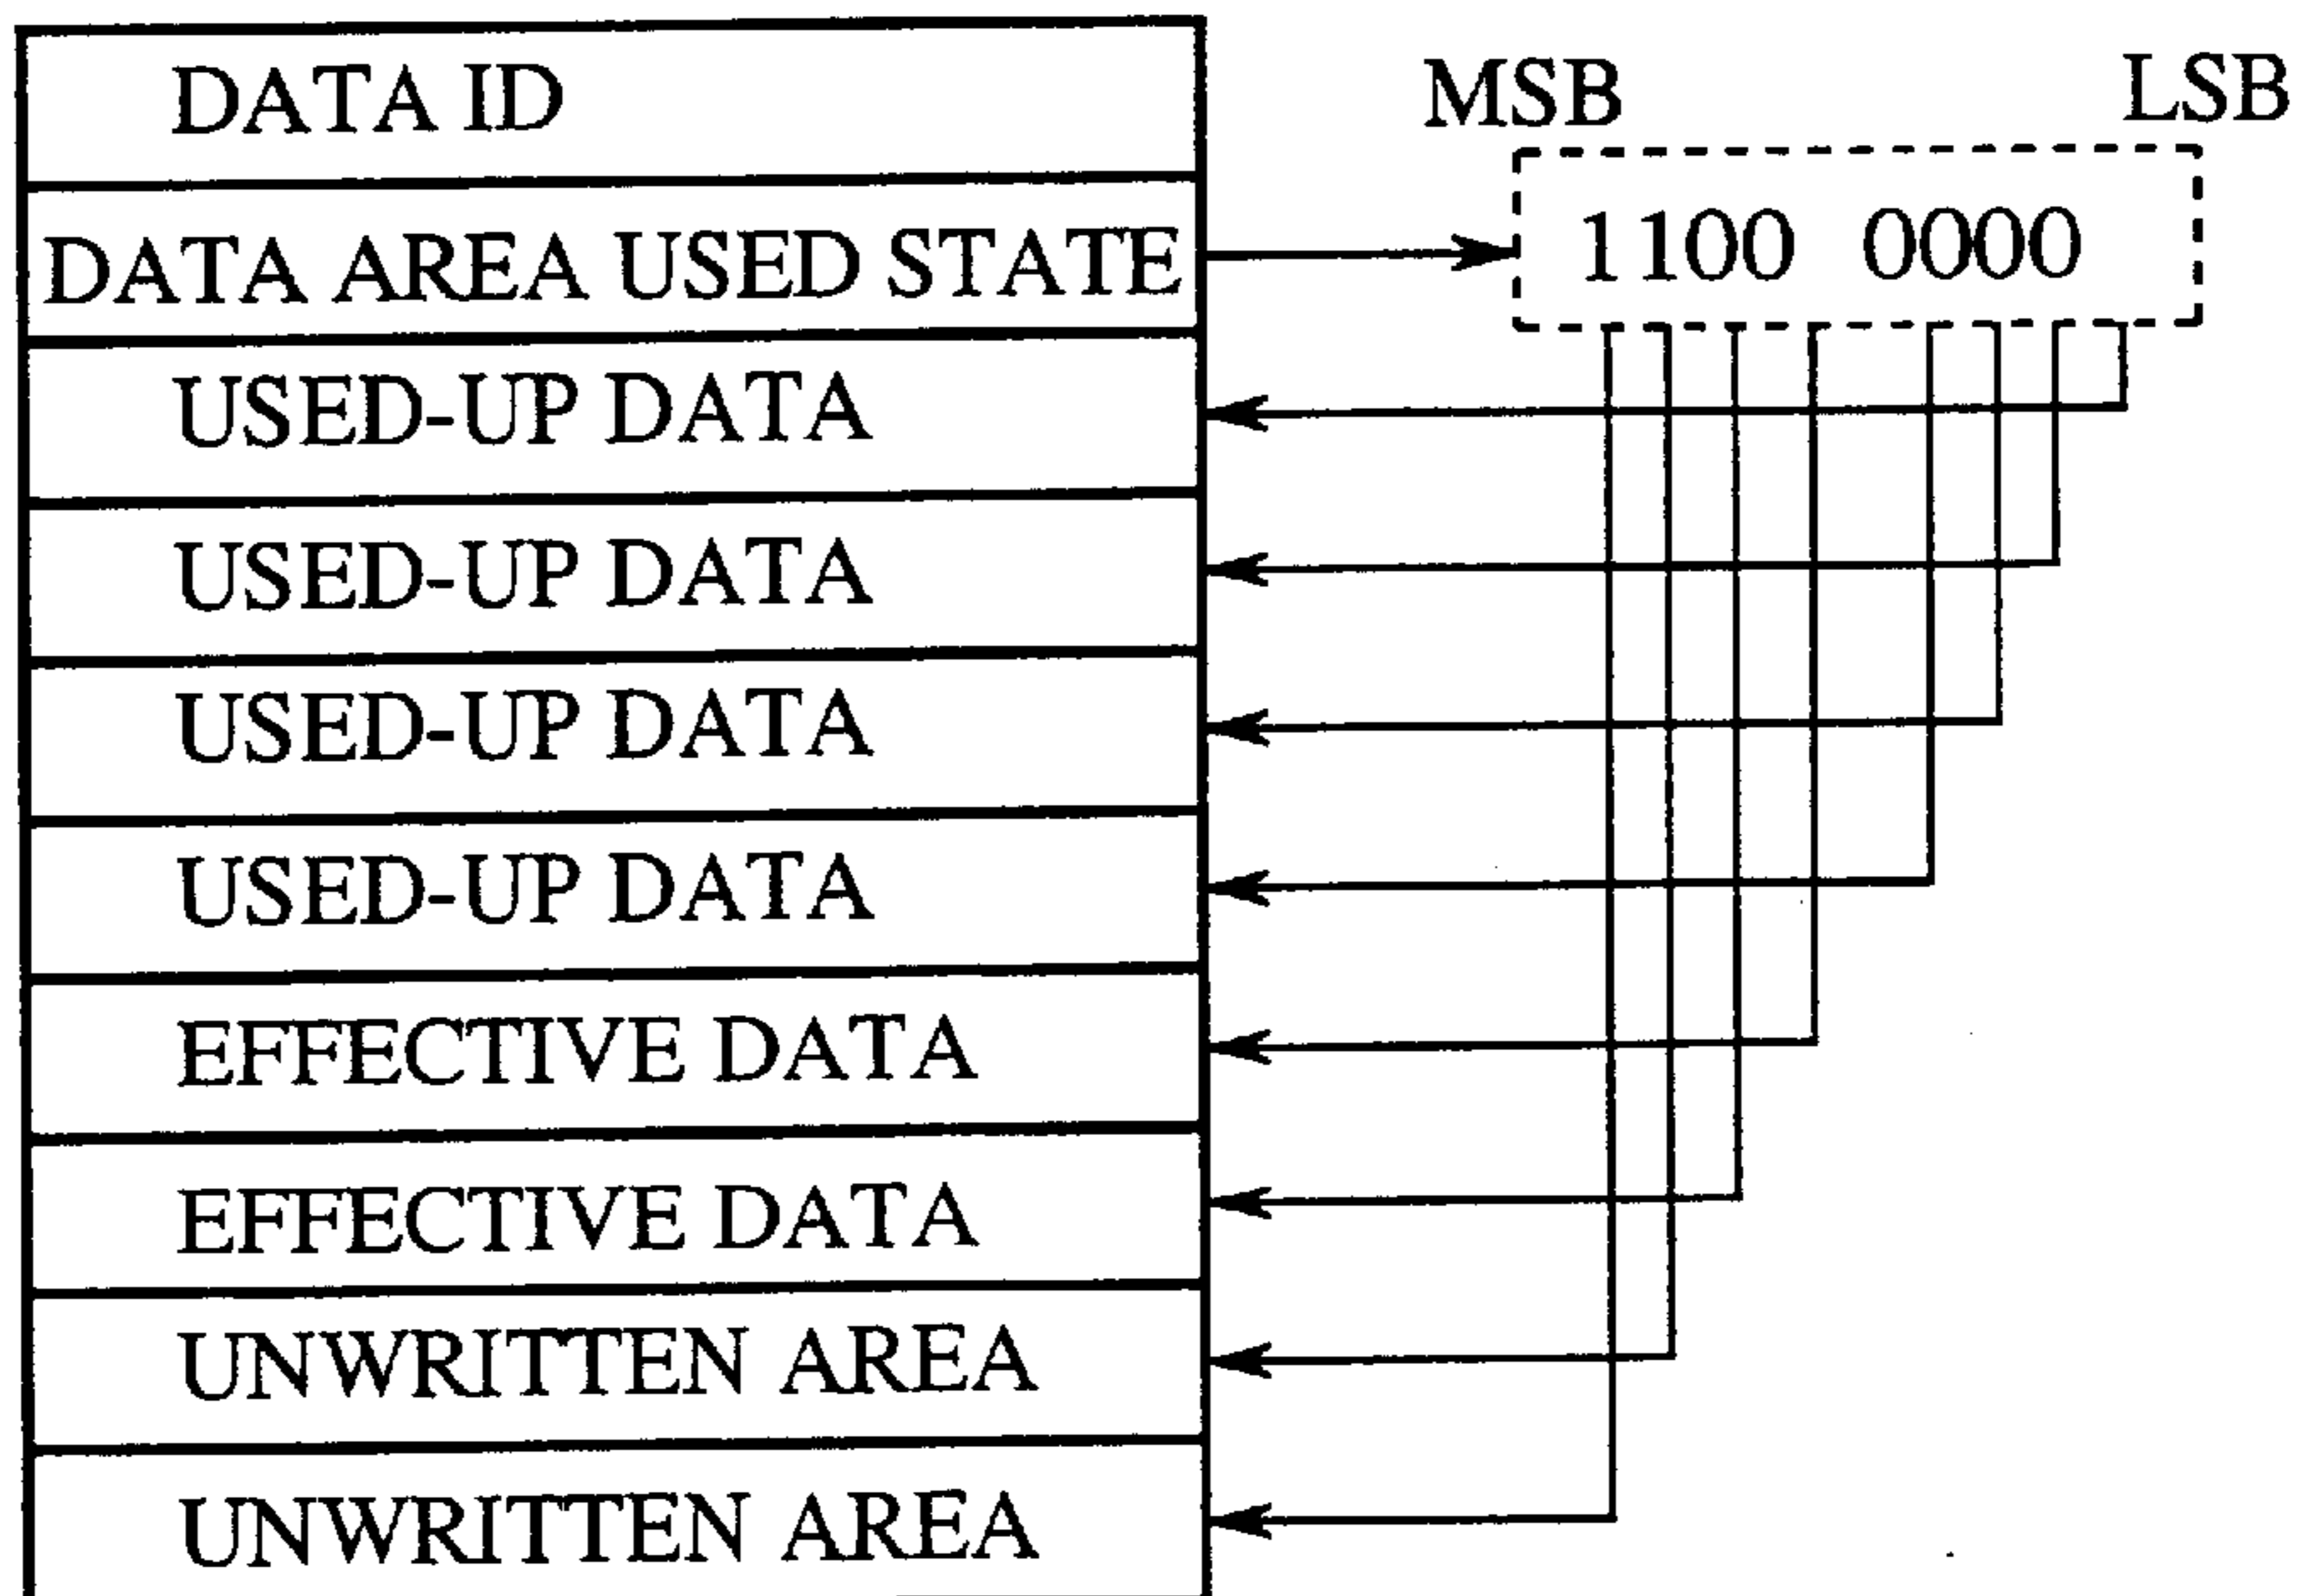 DATA ID
MSB LSB
DATA AREA USED STATE
1100 0000
USED-UP DATA
USED-UP DATA
USED-UP DATA
USED-UP DATA
EFFECTIVE DATA
EFFECTIVE DATA
UNWRITTEN AREA
UNWRITTEN AREA